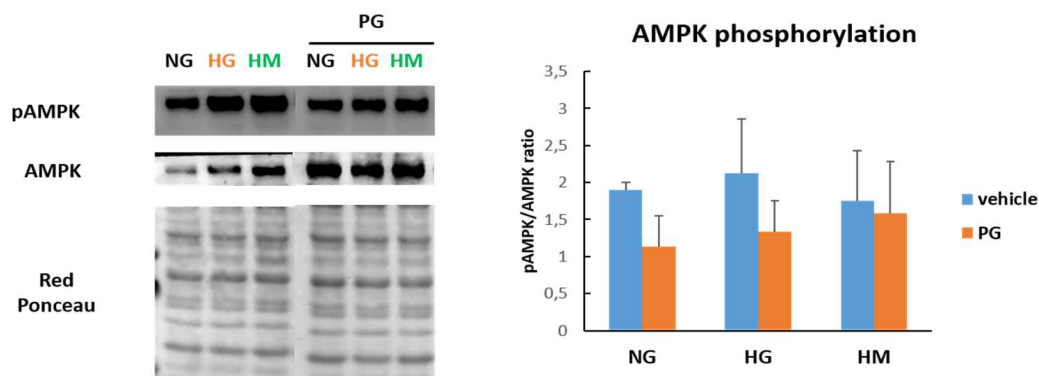 PG
NG HG HM NG HG HM
pAMPK
AMPK
Red
Ponceau
AMPK phosphorylation
pAMPK/AMPK ratio
3,5
3
2,5
2
1,5
1
0,5
0
NG HG HM
vehicle
PG